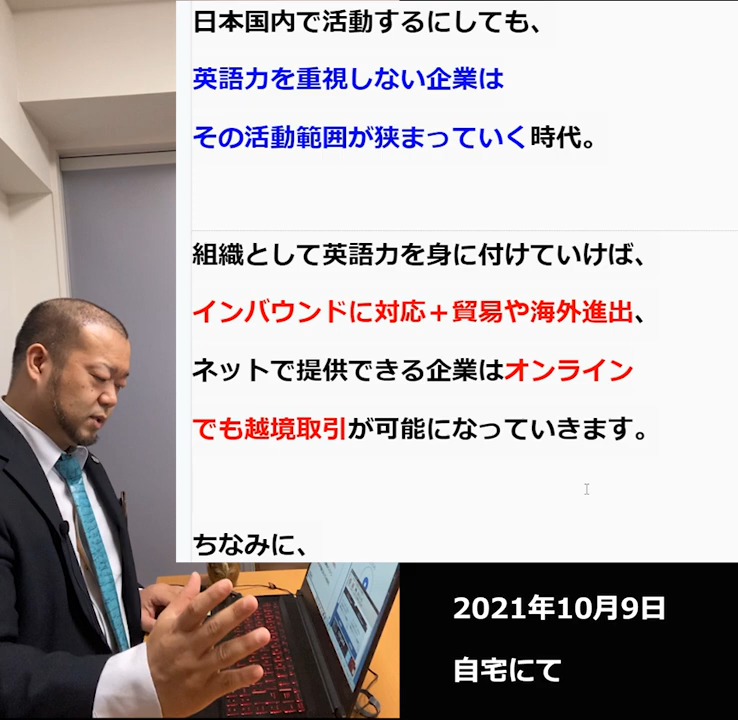 日本国内で活動するにしても、
英語力を重視しない企業は
その活動範囲が狭まっていく時代。
組織として英語力を身に付けていけば、
インバウンドに対応＋貿易や海外進出、
ネットで提供できる企業はオンライン
でも越境取引が可能になっていきます。
ちなみに、
2021年10月9日
自宅にて